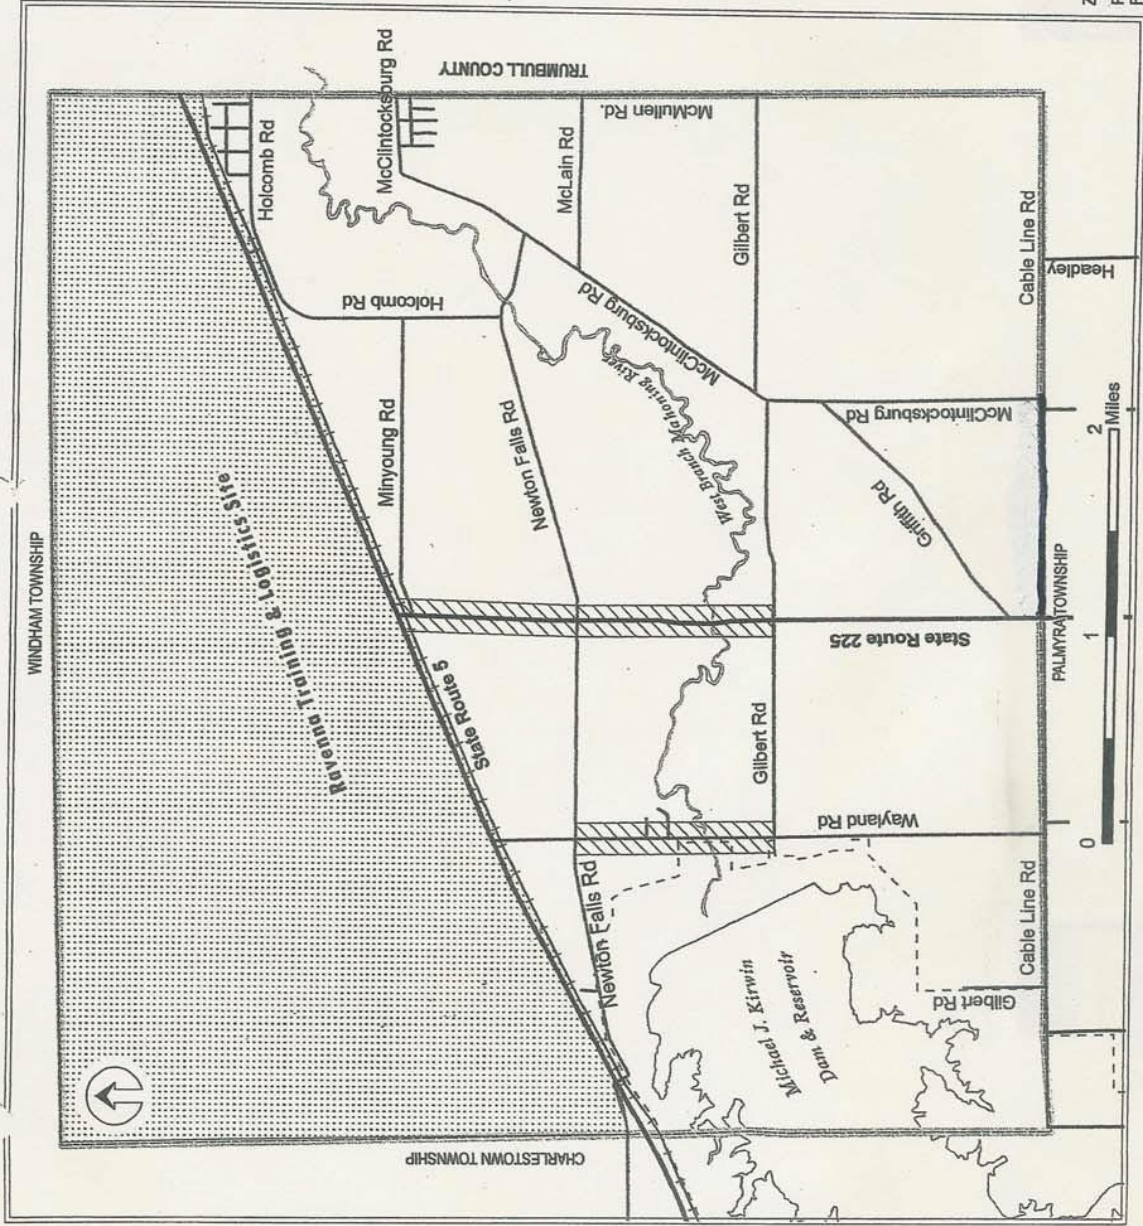 WINDHAM TOWNSHIP
TRUMBULL COUNTY
CHARLESTOWN TOWNSHIP
PALMYRA TOWNSHIP
Ravenna Training & Logistics Site
State Route 5
Holcomb Rd
McClintocksburg Rd
Holcomb Rd
Minyoung Rd
McLain Rd
McMullen Rd.
Newton Falls Rd
McClintocksburg Rd
West Branch Mahoning River
Gilbert Rd
Newton Falls Rd
Gilbert Rd
State Route 225
Wayland Rd
Griffith Rd
McClintocksburg Rd
Michael J. Kirwin
Dam & Reservoir
Gilbert Rd
Cable Line Rd
Cable Line Rd
Headley
0
1
2
Miles